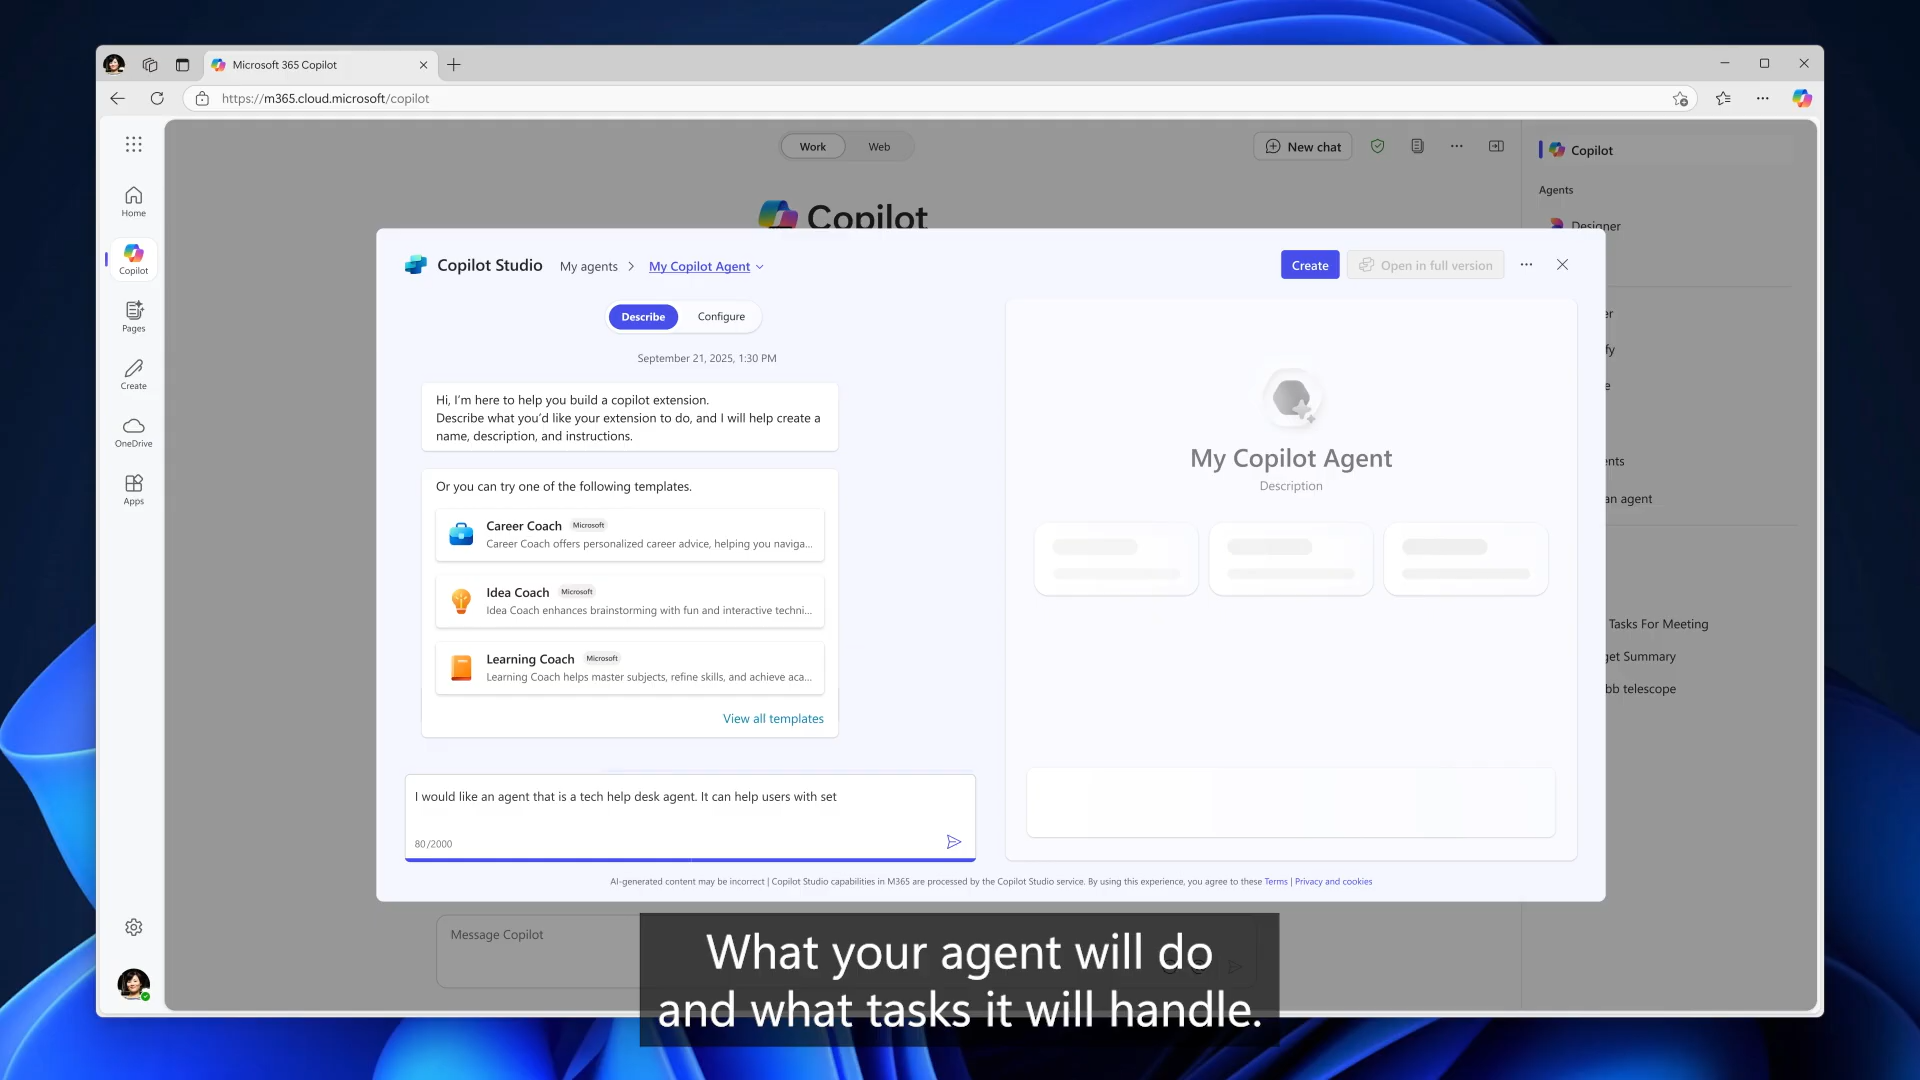 Microsoft 365 Copilot
https://m365.cloud.microsoft/copilot
Work
Web
New chat
Copilot
Agents
Designer
Home
Copilot
Pages
Create
OneDrive
Apps
Copilot
Copilot Studio
My agents
My Copilot Agent
Create
Open in full version
Describe
Configure
September 21, 2025, 1:30 PM
Hi, I'm here to help you build a copilot extension.
Describe what you'd like your extension to do, and I will help create a
name, description, and instructions.
Or you can try one of the following templates.
Career Coach Microsoft
Career Coach offers personalized career advice, helping you naviga...
Idea Coach Microsoft
Idea Coach enhances brainstorming with fun and interactive techni...
Learning Coach Microsoft
Learning Coach helps master subjects, refine skills, and achieve aca...
View all templates
I would like an agent that is a tech help desk agent. It can help users with set
80/2000
My Copilot Agent
Description
an agent
Tasks For Meeting
get Summary
bb telescope
AI-generated content may be incorrect | Copilot Studio capabilities in M365 are processed by the Copilot Studio service. By using this experience, you agree to these Terms | Privacy and cookies
Message Copilot
What your agent will do
and what tasks it will handle.